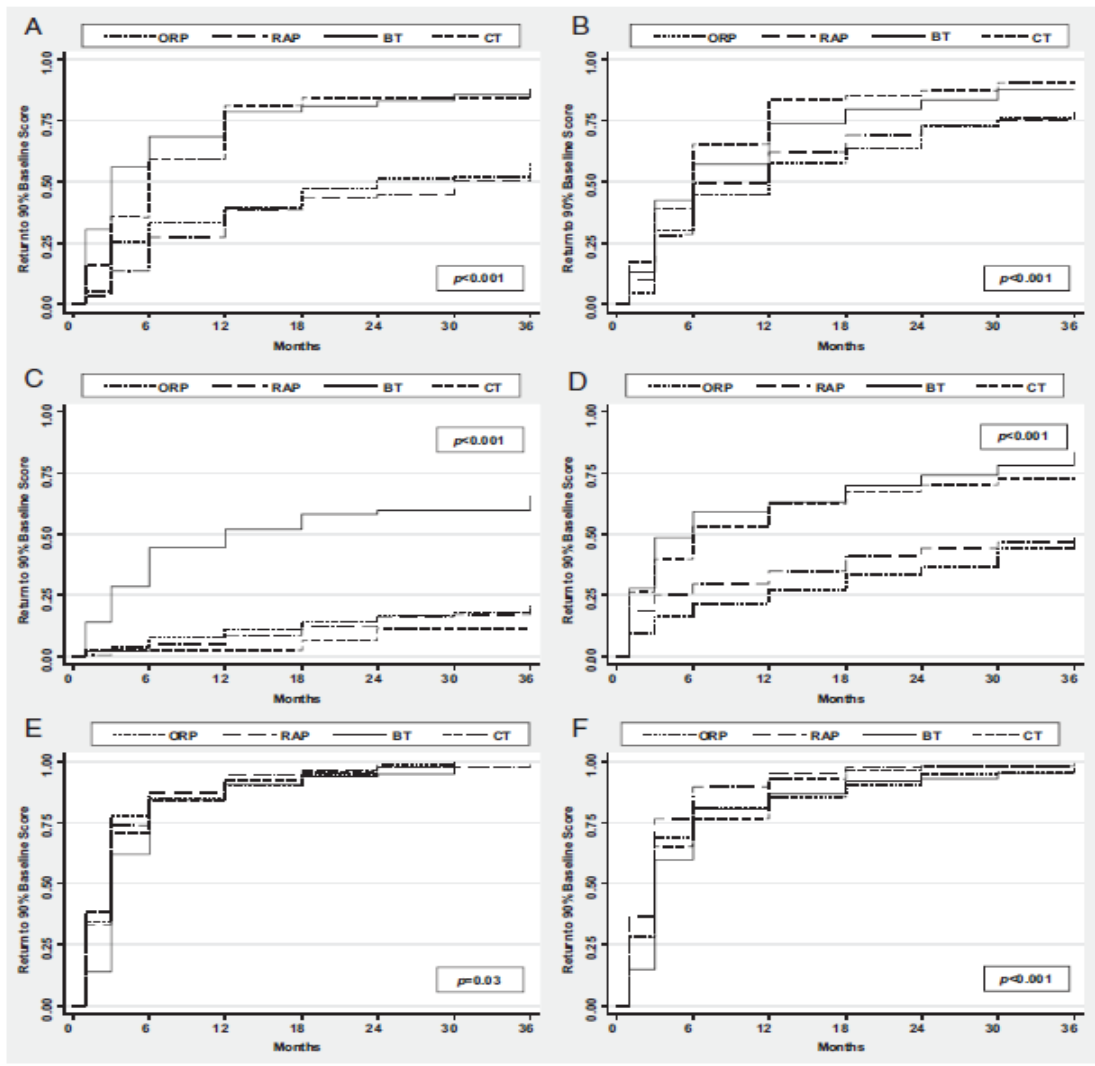 A
ORP RAP BT CT
Return to 90% Baseline Score
1.00
0.75
0.50
0.25
0.00
p<0.001
0 6 12 18 24 30 36
Months
B
ORP RAP BT CT
Return to 90% Baseline Score
1.00
0.75
0.50
0.25
0.00
p<0.001
0 6 12 18 24 30 36
Months
C
ORP RAP BT CT
Return to 90% Baseline Score
1.00
0.75
0.50
0.25
0.00
p<0.001
0 6 12 18 24 30 36
Months
D
ORP RAP BT CT
Return to 90% Baseline Score
1.00
0.75
0.50
0.25
0.00
p<0.001
0 6 12 18 24 30 36
Months
E
ORP RAP BT CT
Return to 90% Baseline Score
1.00
0.75
0.50
0.25
0.00
p=0.03
0 6 12 18 24 30 36
Months
F
ORP RAP BT CT
Return to 90% Baseline Score
1.00
0.75
0.50
0.25
0.00
p<0.001
0 6 12 18 24 30 36
Months